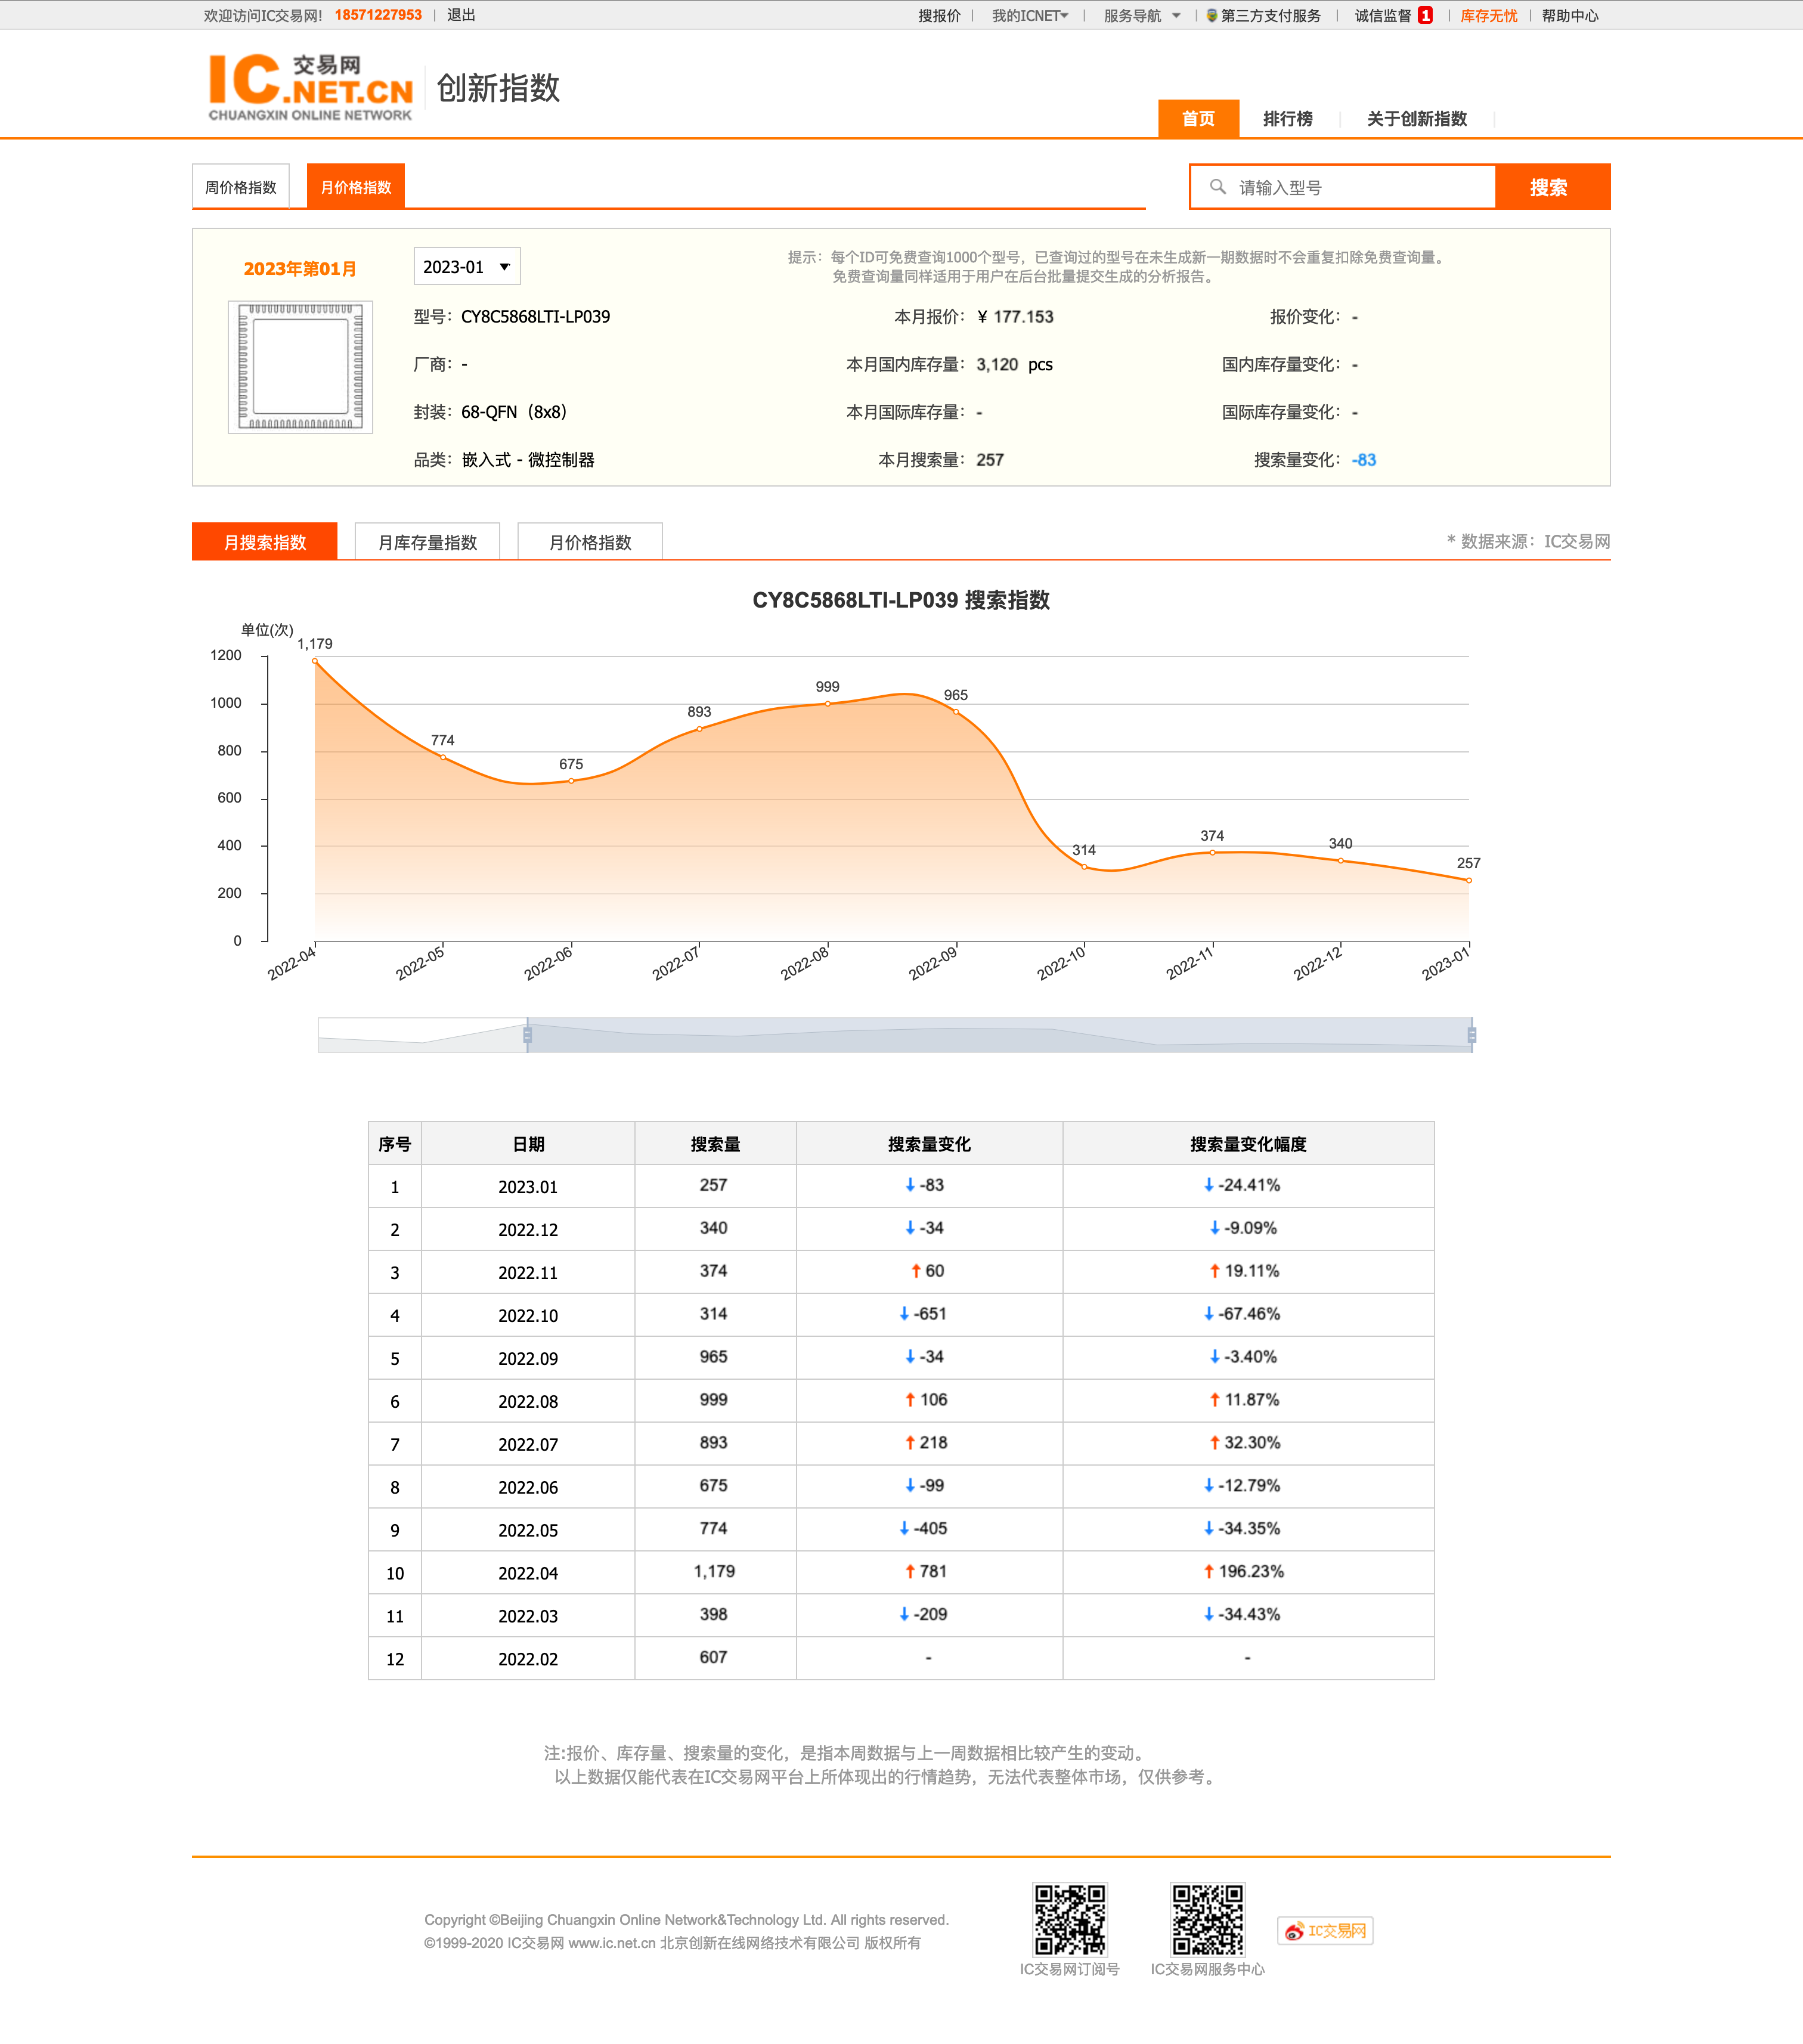 欢迎访问IC交易网! 18571227953 | 退出 搜报价 | 我的ICNET | 服务导航 | 第三方支付服务 | 诚信监督 1 | 库存无忧 | 帮助中心
IC交易网.NET.CN 创新指数
CHUANGXIN ONLINE NETWORK
首页 排行榜 关于创新指数
周价格指数 月价格指数 请输入型号 搜索
2023年第01月 2023-01 ▼ 提示：每个ID可免费查询1000个型号，已查询过的型号在未生成新一期数据时不会重复扣除免费查询量。
免费查询量同样适用于用户在后台批量提交生成的分析报告。
型号：CY8C5868LTI-LP039 本月报价：¥ 177.153 报价变化：-
厂商：- 本月国内库存量：3,120 pcs 国内库存量变化：-
封装：68-QFN（8x8） 本月国际库存量：- 国际库存量变化：-
品类：嵌入式 - 微控制器 本月搜索量：257 搜索量变化：-83
月搜索指数 月库存量指数 月价格指数 * 数据来源：IC交易网
CY8C5868LTI-LP039 搜索指数
单位(次)
1200
1000
800
600
400
200
0
1,179 774 675 893 999 965 314 374 340 257
2022-04 2022-05 2022-06 2022-07 2022-08 2022-09 2022-10 2022-11 2022-12 2023-01
序号 日期 搜索量 搜索量变化 搜索量变化幅度
1 2023.01 257 ↓ -83 ↓ -24.41%
2 2022.12 340 ↓ -34 ↓ -9.09%
3 2022.11 374 ↑ 60 ↑ 19.11%
4 2022.10 314 ↓ -651 ↓ -67.46%
5 2022.09 965 ↓ -34 ↓ -3.40%
6 2022.08 999 ↑ 106 ↑ 11.87%
7 2022.07 893 ↑ 218 ↑ 32.30%
8 2022.06 675 ↓ -99 ↓ -12.79%
9 2022.05 774 ↓ -405 ↓ -34.35%
10 2022.04 1,179 ↑ 781 ↑ 196.23%
11 2022.03 398 ↓ -209 ↓ -34.43%
12 2022.02 607 - -
注:报价、库存量、搜索量的变化，是指本周数据与上一周数据相比较产生的变动。
以上数据仅能代表在IC交易网平台上所体现出的行情趋势，无法代表整体市场，仅供参考。
Copyright ©Beijing Chuangxin Online Network&Technology Ltd. All rights reserved.
©1999-2020 IC交易网 www.ic.net.cn 北京创新在线网络技术有限公司 版权所有
IC交易网订阅号 IC交易网服务中心 IC交易网